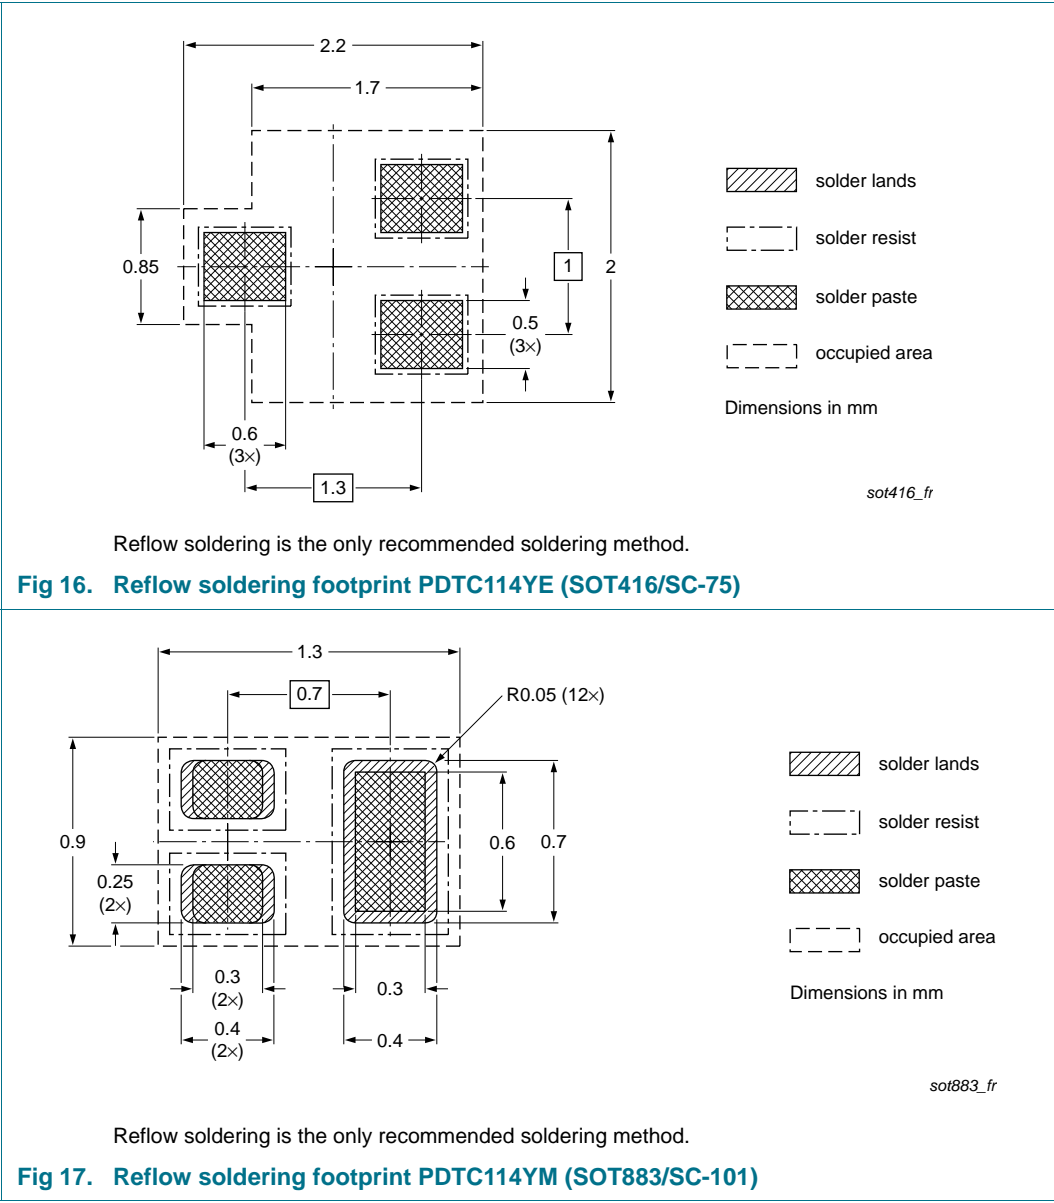 2.2
1.7
solder lands
solder resist
0.85
1
2
solder paste
0.5
(3×)
occupied area
Dimensions in mm
0.6
(3×)
1.3
sot416_fr
Reflow soldering is the only recommended soldering method.
Fig 16. Reflow soldering footprint PDTC114YE (SOT416/SC-75)
1.3
0.7
R0.05 (12×)
solder lands
solder resist
0.9
0.6
0.7
0.25
(2×)
solder paste
occupied area
0.3
(2×)
0.3
Dimensions in mm
0.4
(2×)
0.4
sot883_fr
Reflow soldering is the only recommended soldering method.
Fig 17. Reflow soldering footprint PDTC114YM (SOT883/SC-101)